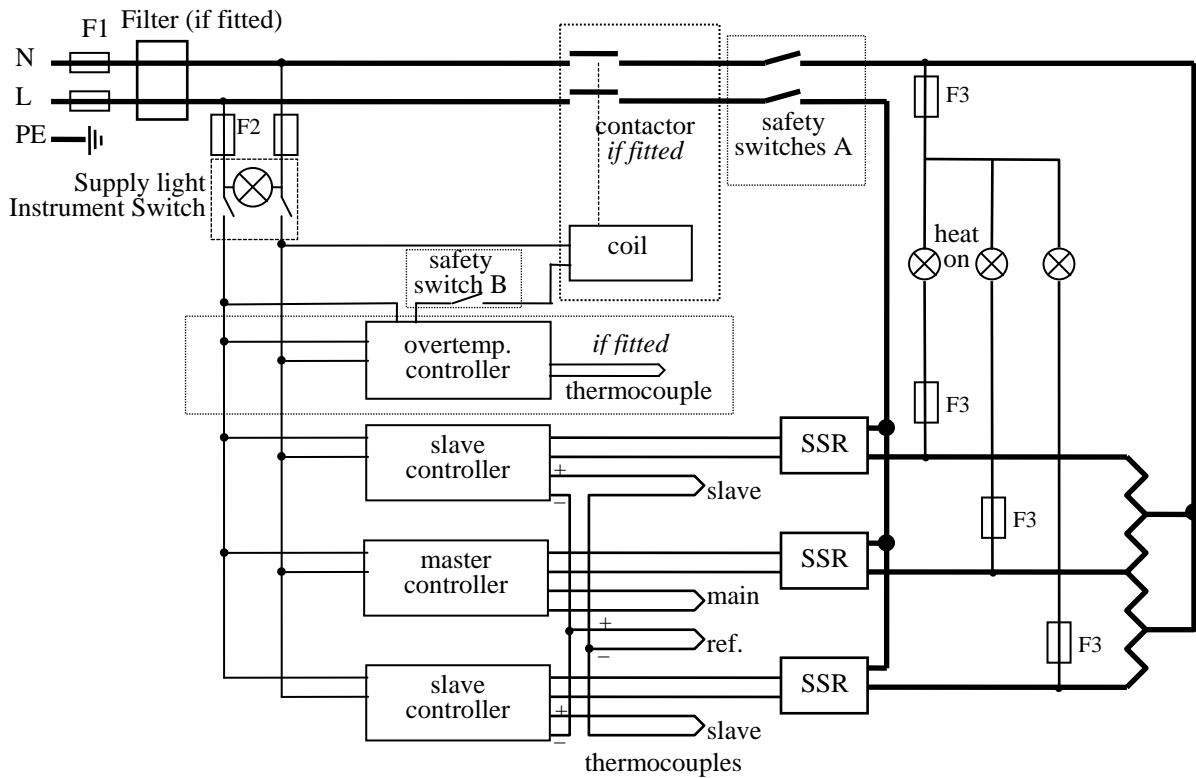 F1
Filter (if fitted)
N
L
PE
F2
Supply light
Instrument Switch
contactor
if fitted
safety
switches A
F3
coil
safety
switch B
heat
on
overtemp.
controller
if fitted
thermocouple
F3
slave
controller
+
–
SSR
slave
F3
master
controller
SSR
main
+
–
ref.
F3
slave
controller
+
–
SSR
slave
thermocouples